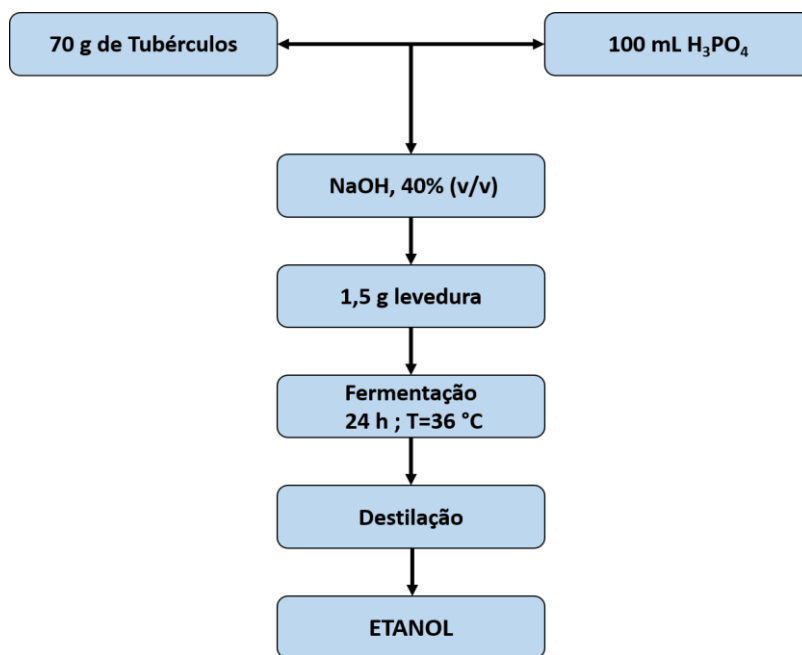 70 g de Tubérculos
100 mL H₃PO₄
NaOH, 40% (v/v)
1,5 g levedura
Fermentação
24 h ; T=36 °C
Destilação
ETANOL